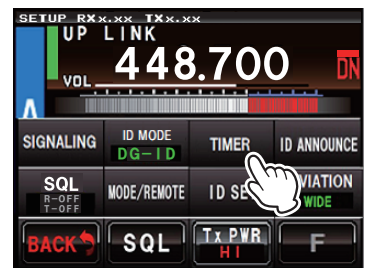 SETUP RXx.xx TXx.xx
UP LINK
VOL 448.700 DN
A
SIGNALING ID MODE TIMER ID ANNOUNCE
DG-ID
SQL MODE/REMOTE ID SE VIATION
R-OFF WIDE
T-OFF
BACK SQL Tx PWR F
HI